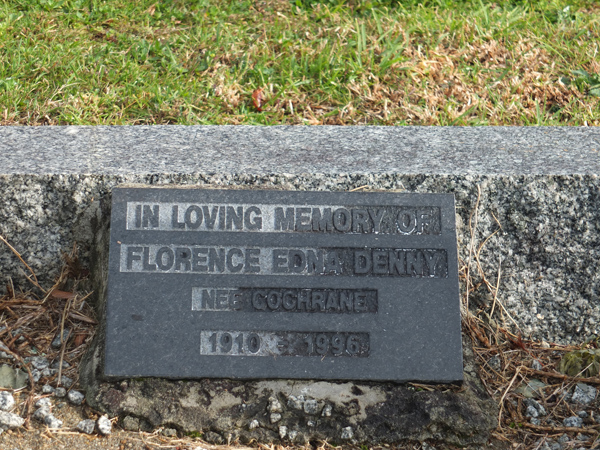 IN LOVING MEMORY OF
FLORENCE EDNA DENNY
NEE COCHRANE
1910 - 1996